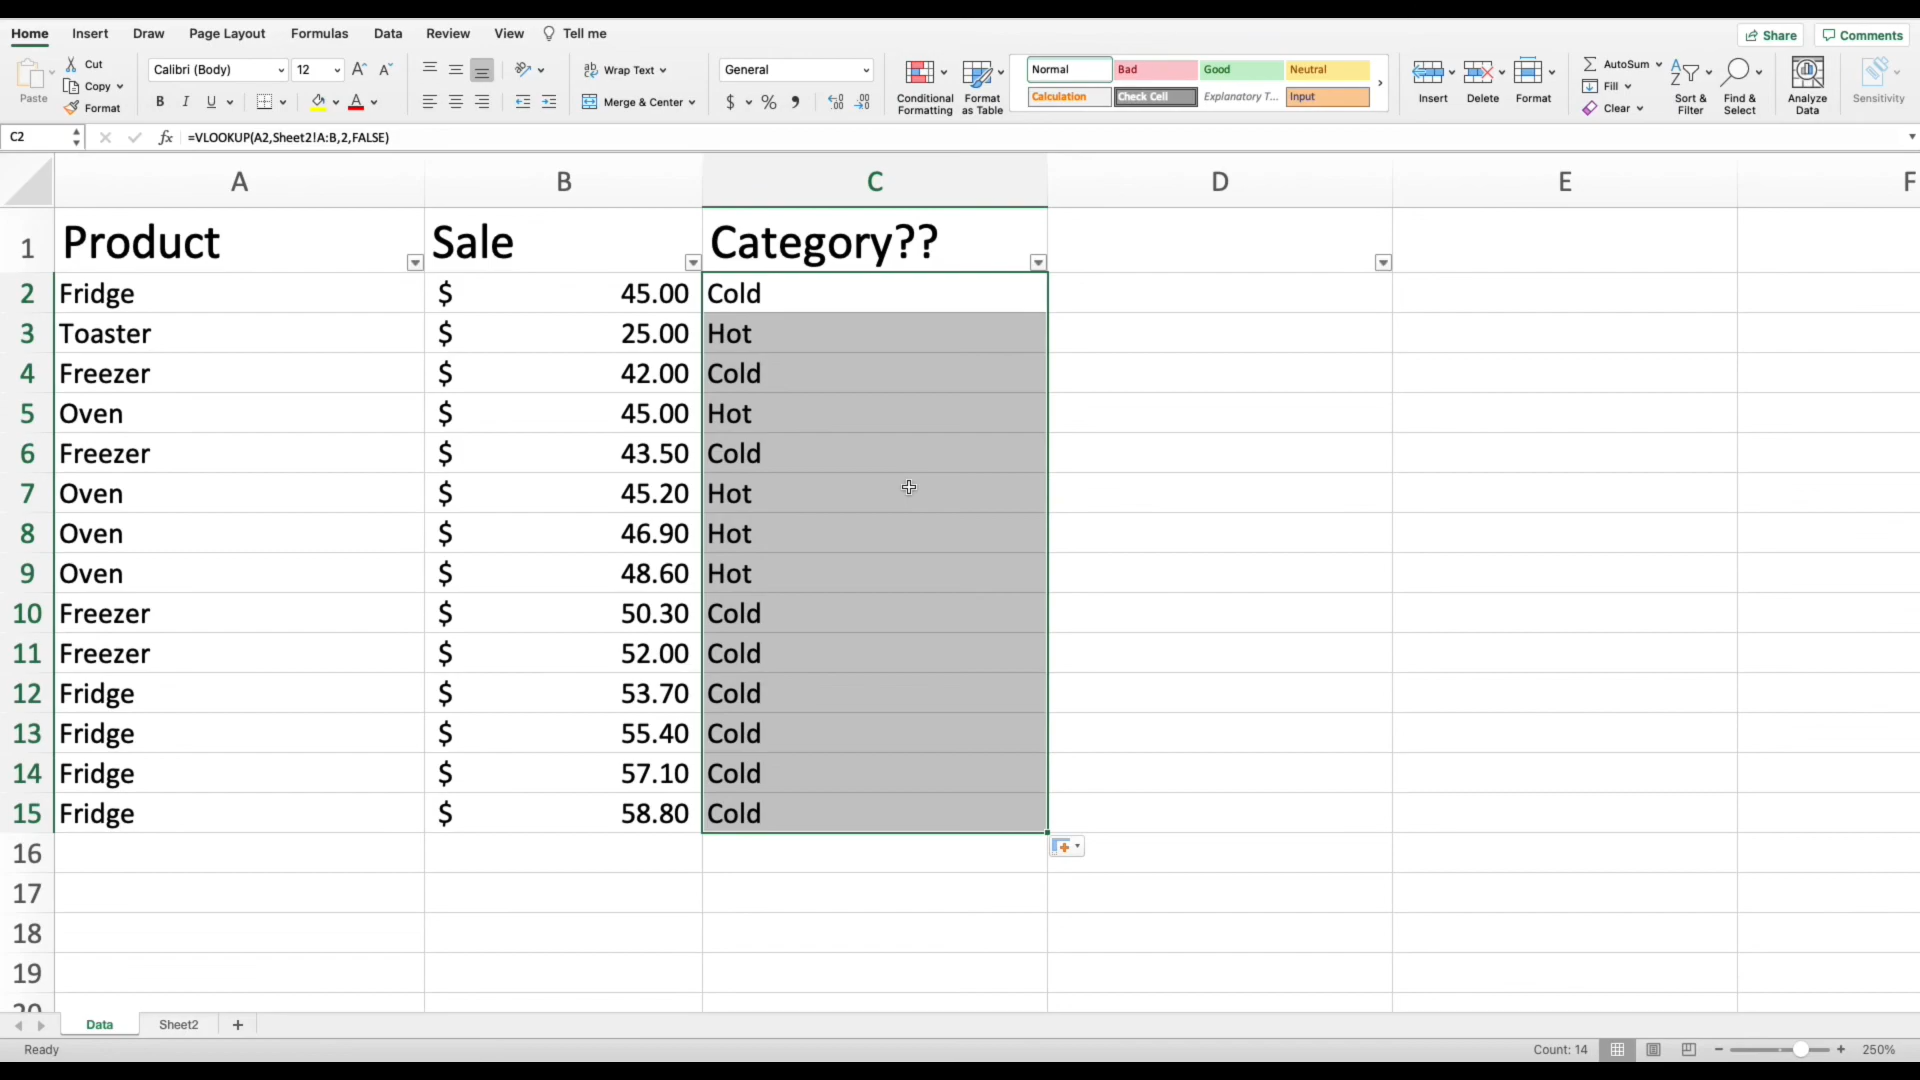 Home Insert Draw Page Layout Formulas Data Review View Tell me Share Comments
Paste Cut Copy Format
Calibri (Body) 12 A^ A˅
B I U A
ab Wrap Text
Merge & Center
General
$ % ,
Conditional Formatting
Format as Table
Normal Bad Good Neutral
Calculation Check Cell Explanatory T... Input
Insert Delete Format
AutoSum
Fill
Clear
Sort & Filter
Find & Select
Analyze Data
Sensitivity
C2 fx =VLOOKUP(A2,Sheet2!A:B,2,FALSE)
A B C D E F
1 Product Sale Category??
2 Fridge $ 45.00 Cold
3 Toaster $ 25.00 Hot
4 Freezer $ 42.00 Cold
5 Oven $ 45.00 Hot
6 Freezer $ 43.50 Cold
7 Oven $ 45.20 Hot
8 Oven $ 46.90 Hot
9 Oven $ 48.60 Hot
10 Freezer $ 50.30 Cold
11 Freezer $ 52.00 Cold
12 Fridge $ 53.70 Cold
13 Fridge $ 55.40 Cold
14 Fridge $ 57.10 Cold
15 Fridge $ 58.80 Cold
16
17
18
19
20
Data Sheet2 +
Ready Count: 14 − + 250%